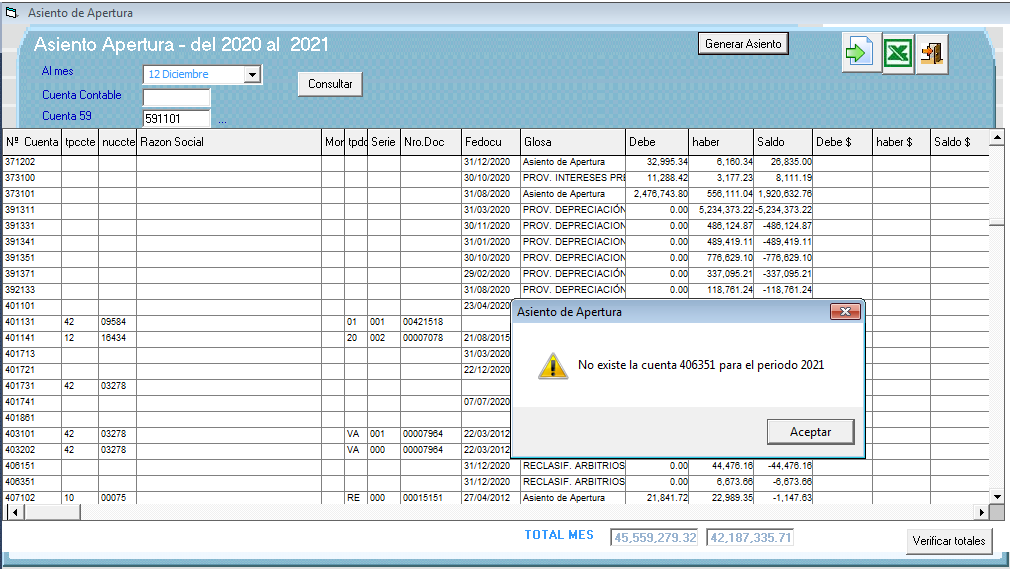 Asiento de Apertura
Asiento Apertura - del 2020 al 2021
Generar Asiento
Al mes
12 Diciembre
Consultar
Cuenta Contable
Cuenta 59
591101
...
Nº Cuenta tpccte nuccte Razon Social Mor tpdc Serie Nro.Doc Fedocu Glosa Debe haber Saldo Debe $ haber $ Saldo $
371202 31/12/2020 Asiento de Apertura 32,995.34 6,160.34 26,835.00
373100 30/10/2020 PROV. INTERESES PRE 11,288.42 3,177.23 8,111.19
373101 31/08/2020 Asiento de Apertura 2,476,743.80 556,111.04 1,920,632.76
391311 31/03/2020 PROV. DEPRECIACIÓN 0.00 5,234,373.22 -5,234,373.22
391331 30/11/2020 PROV. DEPRECIACION 0.00 486,124.87 -486,124.87
391341 31/01/2020 PROV. DEPRECIACION 0.00 489,419.11 -489,419.11
391351 30/10/2020 PROV. DEPRECIACION 0.00 776,629.10 -776,629.10
391371 29/02/2020 PROV. DEPRECIACIÓN 0.00 337,095.21 -337,095.21
392133 31/08/2020 PROV. DEPRECIACIÓN 0.00 118,761.24 -118,761.24
401101 23/04/2020
401131 42 09584 01 001 00421518
401141 12 16434 20 002 00007078 21/08/2015
401713 31/03/2020
401721 22/12/2020
401731 42 03278
401741 07/07/2020
401861
403101 42 03278 VA 001 00007964 22/03/2012
403202 42 03278 VA 000 00007964 22/03/2012
406151 31/12/2020 RECLASIF. ARBITRIOS 0.00 44,476.16 -44,476.16
406351 31/12/2020 RECLASIF. ARBITRIOS 0.00 6,673.66 -6,673.66
407102 10 00075 RE 000 00015151 27/04/2012 Asiento de Apertura 21,841.72 22,989.35 -1,147.63
Asiento de Apertura
No existe la cuenta 406351 para el periodo 2021
Aceptar
TOTAL MES 45,559,279.32 42,187,335.71
Verificar totales